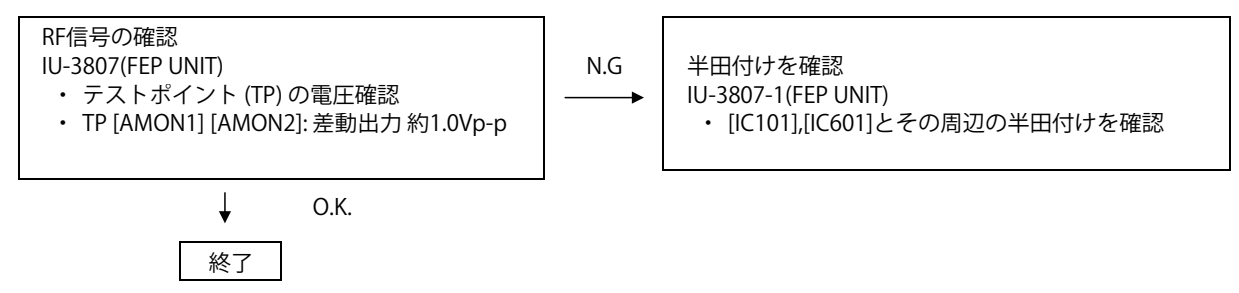 RF信号の確認
IU-3807(FEP UNIT)
・ テストポイント (TP) の電圧確認
・ TP [AMON1] [AMON2]: 差動出力 約1.0Vp-p
N.G
半田付けを確認
IU-3807-1(FEP UNIT)
・ [IC101],[IC601]とその周辺の半田付けを確認
O.K.
終了